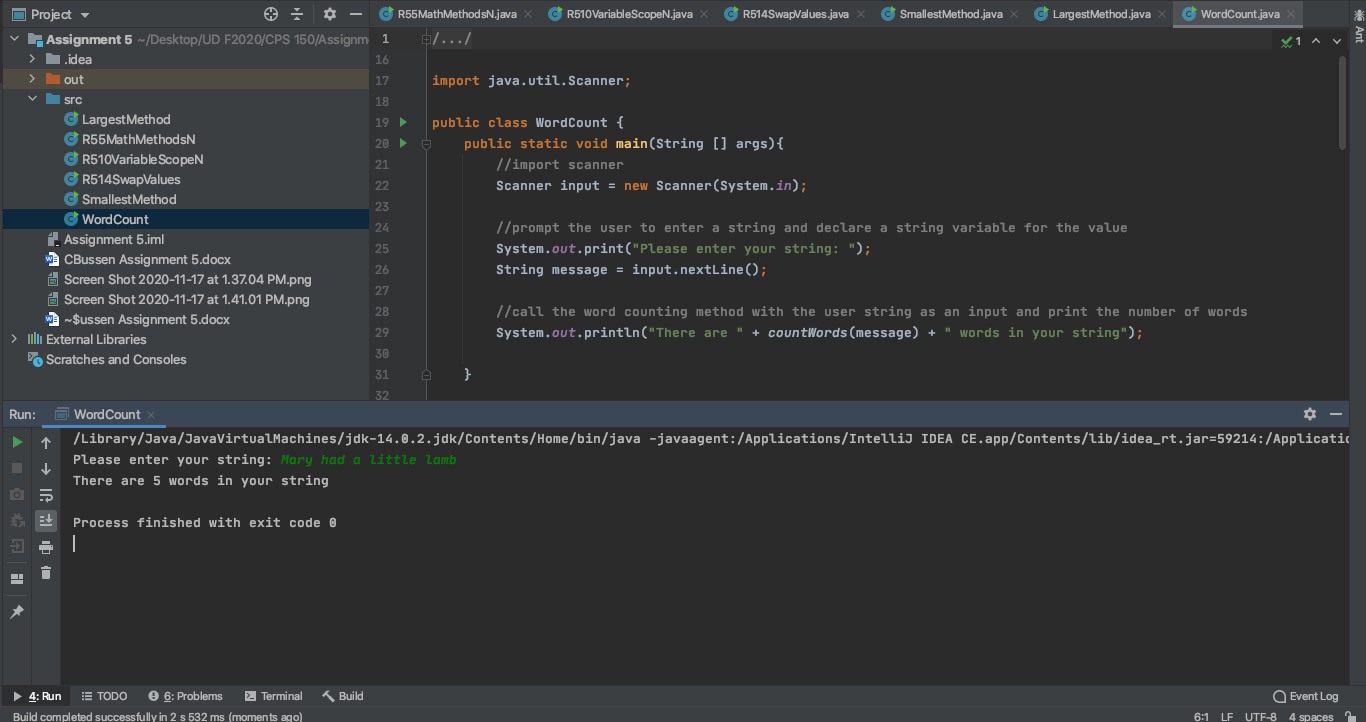 Project
R55MathMethodsN.java
R510VariableScopeN.java
R514SwapValues.java
SmallestMethod.java
LargestMethod.java
WordCount.java
Ant
Assignment 5 ~/Desktop/UD F2020/CPS 150/Assignm
.idea
out
src
LargestMethod
R55MathMethodsN
R510VariableScopeN
R514SwapValues
SmallestMethod
WordCount
Assignment 5.iml
CBussen Assignment 5.docx
Screen Shot 2020-11-17 at 1.37.04 PM.png
Screen Shot 2020-11-17 at 1.41.01 PM.png
~$ussen Assignment 5.docx
External Libraries
Scratches and Consoles
1 /.../
1
16
17 import java.util.Scanner;
18
19 public class WordCount {
20 public static void main(String [] args){
21 //import scanner
22 Scanner input = new Scanner(System.in);
23
24 //prompt the user to enter a string and declare a string variable for the value
25 System.out.print("Please enter your string: ");
26 String message = input.nextLine();
27
28 //call the word counting method with the user string as an input and print the number of words
29 System.out.println("There are " + countWords(message) + " words in your string");
30
31 }
32
Run: WordCount
/Library/Java/JavaVirtualMachines/jdk-14.0.2.jdk/Contents/Home/bin/java -javaagent:/Applications/IntelliJ IDEA CE.app/Contents/lib/idea_rt.jar=59214:/Applicatio
Please enter your string: Mary had a little lamb
There are 5 words in your string
Process finished with exit code 0
4: Run TODO 6: Problems Terminal Build Event Log
Build completed successfully in 2 s 532 ms (moments ago) 6:1 LF UTF-8 4 spaces